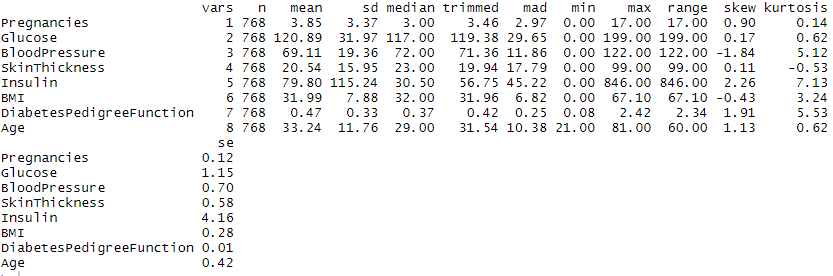 vars   n   mean     sd median trimmed   mad   min    max  range  skew kurtosis
Pregnancies                 1 768   3.85   3.37   3.00    3.46  2.97  0.00  17.00  17.00  0.90     0.14
Glucose                     2 768 120.89  31.97 117.00  119.38 29.65  0.00 199.00 199.00  0.17     0.62
BloodPressure               3 768  69.11  19.36  72.00   71.36 11.86  0.00 122.00 122.00 -1.84     5.12
SkinThickness               4 768  20.54  15.95  23.00   19.94 17.79  0.00  99.00  99.00  0.11    -0.53
Insulin                     5 768  79.80 115.24  30.50   56.75 45.22  0.00 846.00 846.00  2.26     7.13
BMI                         6 768  31.99   7.88  32.00   31.96  6.82  0.00  67.10  67.10 -0.43     3.24
DiabetesPedigreeFunction    7 768   0.47   0.33   0.37    0.42  0.25  0.08   2.42   2.34  1.91     5.53
Age                         8 768  33.24  11.76  29.00   31.54 10.38 21.00  81.00  60.00  1.13     0.62
                           se
Pregnancies              0.12
Glucose                  1.15
BloodPressure            0.70
SkinThickness            0.58
Insulin                  4.16
BMI                      0.28
DiabetesPedigreeFunction 0.01
Age                      0.42